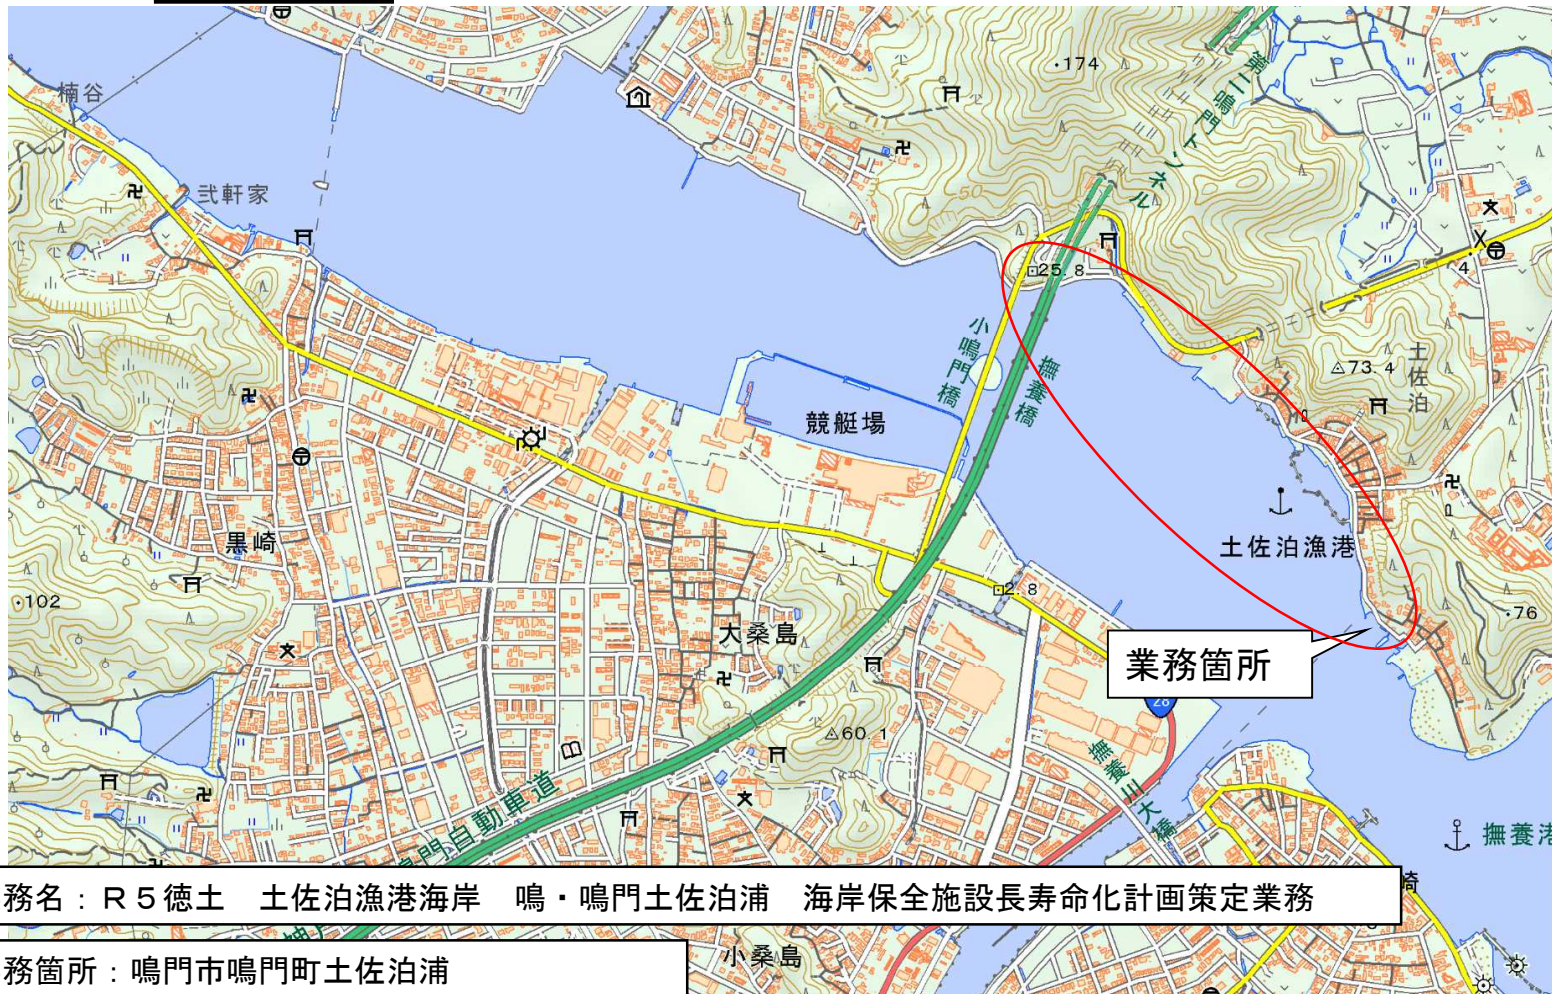 楠谷
弐軒家
174
第二鳴門トンネル
50
25.8
4
小鳴門橋
撫養橋
73.4
土佐泊
競艇場
土佐泊漁港
P
黒崎
102
2.8
76
大桑島
業務箇所
28
60.1
撫養川大橋
鳴門自動車道
撫養港
崎
務名：Ｒ５徳土　土佐泊漁港海岸　鳴・鳴門土佐泊浦　海岸保全施設長寿命化計画策定業務
小桑島
務箇所：鳴門市鳴門町土佐泊浦